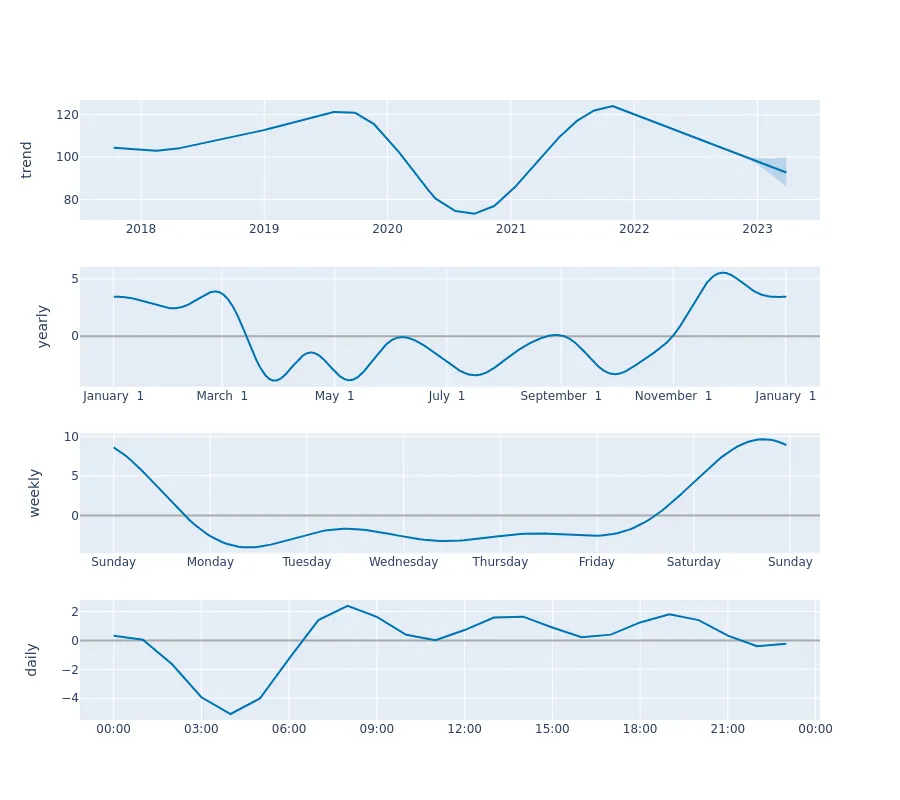 trend
120
100
80
2018 2019 2020 2021 2022 2023
yearly
5
0
January 1 March 1 May 1 July 1 September 1 November 1 January 1
weekly
10
5
0
Sunday Monday Tuesday Wednesday Thursday Friday Saturday Sunday
daily
2
0
−2
−4
00:00 03:00 06:00 09:00 12:00 15:00 18:00 21:00 00:00